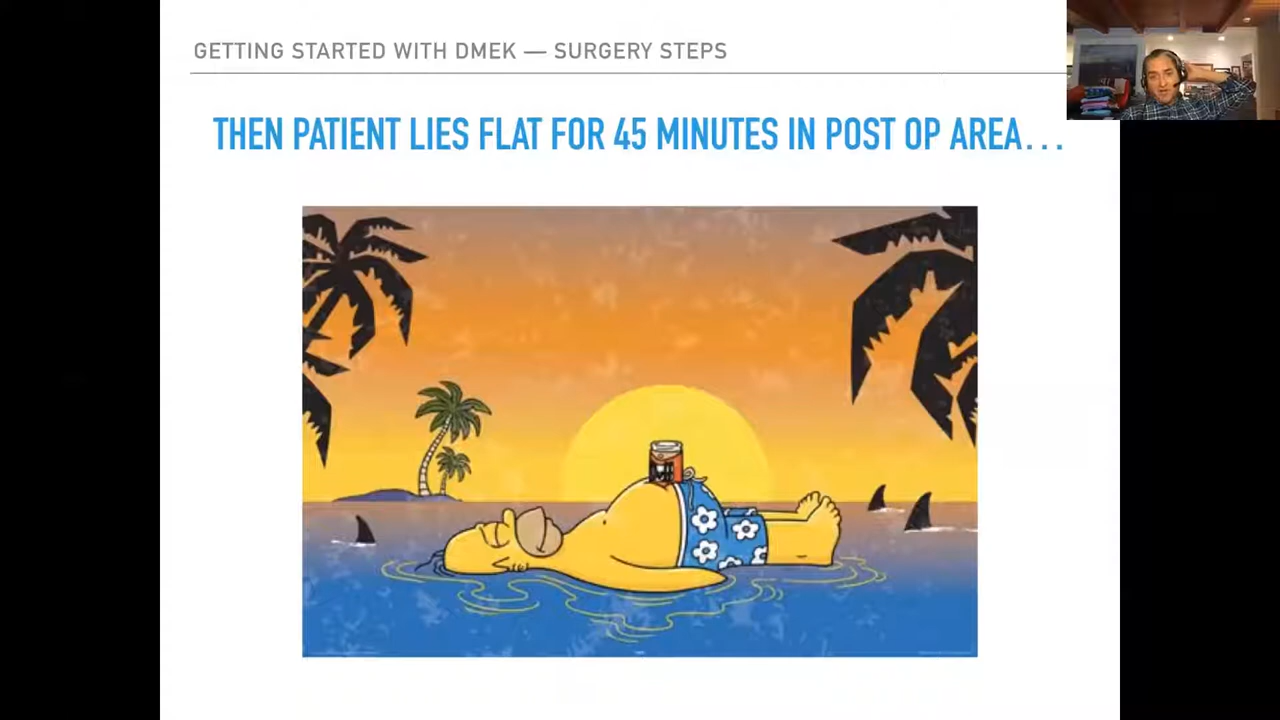 GETTING STARTED WITH DMEK — SURGERY STEPS
THEN PATIENT LIES FLAT FOR 45 MINUTES IN POST OP AREA...